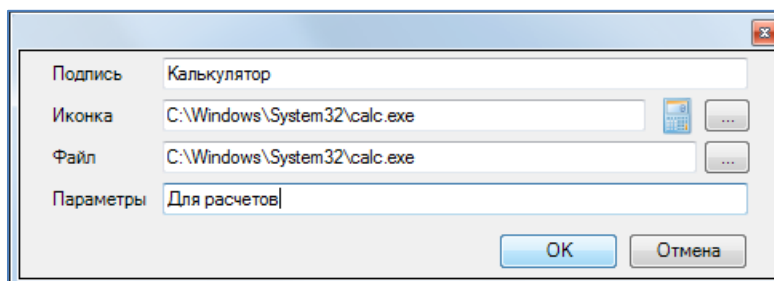 Подпись Калькулятор
Иконка C:\Windows\System32\calc.exe ...
Файл C:\Windows\System32\calc.exe ...
Параметры Для расчетов
OK Отмена